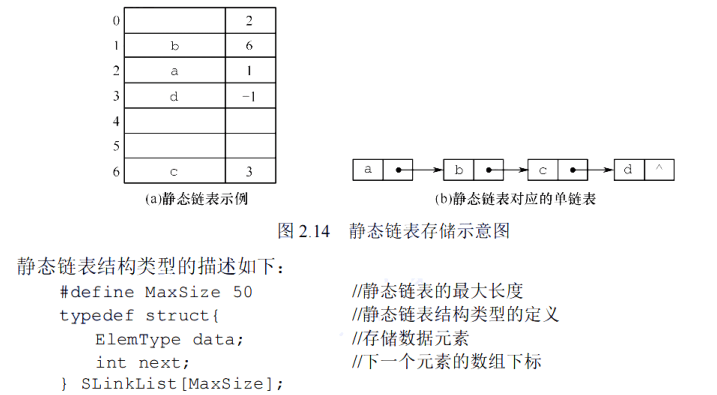 0 2
1 b 6
2 a 1
3 d -1
4
5
6 c 3
a b c d ^
(a)静态链表示例 (b)静态链表对应的单链表
图 2.14 静态链表存储示意图
静态链表结构类型的描述如下：
#define MaxSize 50 //静态链表的最大长度
typedef struct{ //静态链表结构类型的定义
ElemType data; //存储数据元素
int next; //下一个元素的数组下标
} SLinkList[MaxSize];